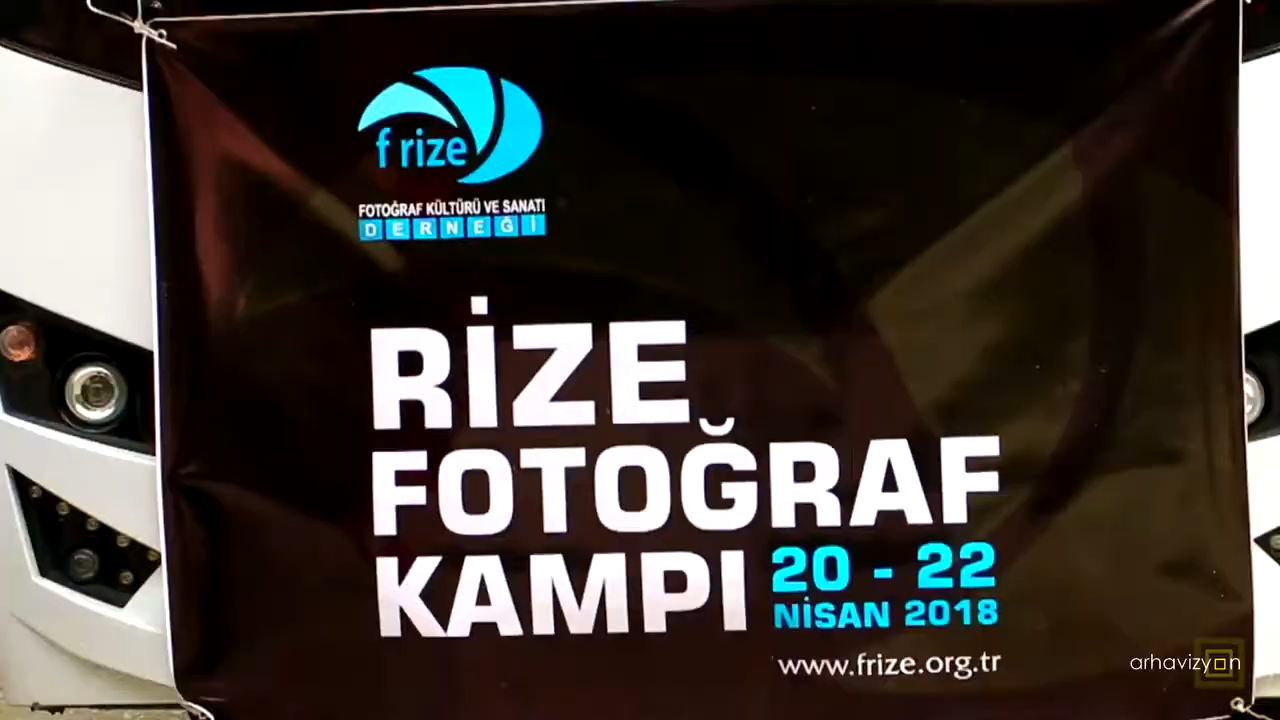 f rize
FOTOĞRAF KÜLTÜRÜ VE SANATI
DERNEĞİ
RİZE
FOTOĞRAF
KAMPI
20 - 22
NİSAN 2018
www.frize.org.tr
arhavizyon